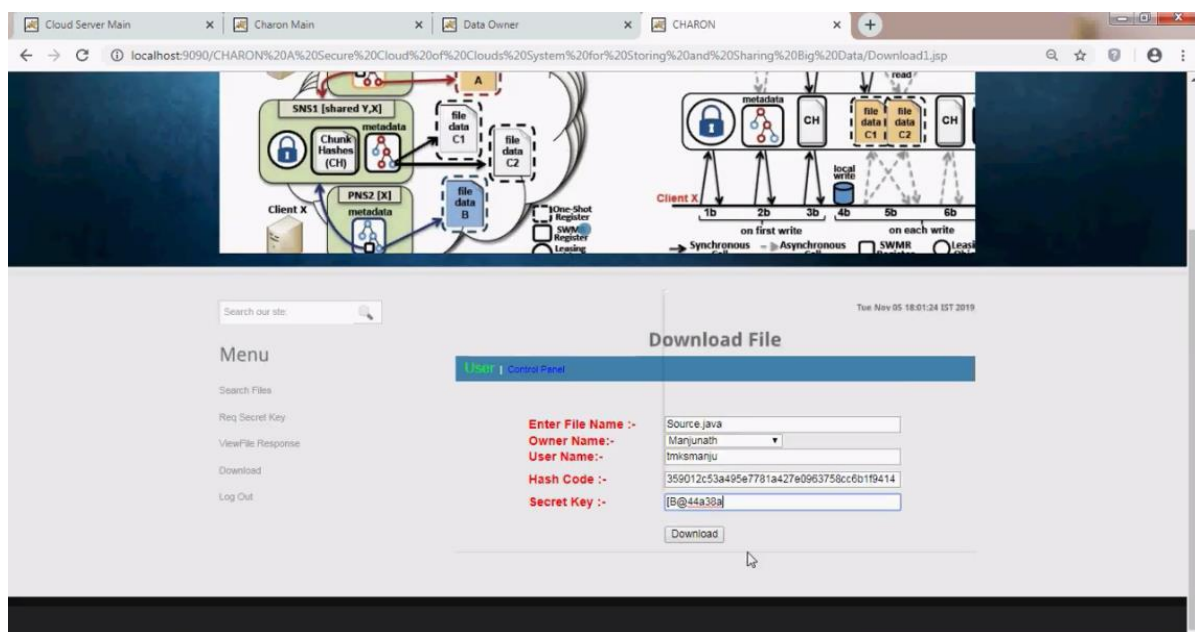 Cloud Server Main
Charon Main
Data Owner
CHARON
localhost:9090/CHARON%20A%20Secure%20Cloud%20of%20Clouds%20System%20for%20Storing%20and%20Sharing%20Big%20Data/Download1.jsp
A
SNS1 [shared Y,X]
metadata
Chunk
Hashes
(CH)
file
data
C1
file
data
C2
PNS2 [X]
metadata
Client X
file
data
B
One-Shot
Register
SWMR
Register
Leasing
read
metadata
CH
file
data
C1
file
data
C2
CH
local
write
Client X
1b 2b 3b 4b 5b 6b
on first write on each write
Synchronous Asynchronous SWMR
Search our site:
Tue Nov 05 18:01:24 IST 2019
Download File
Menu
User | Control Panel
Search Files
Req Secret Key
ViewFile Response
Download
Log Out
Enter File Name :- Source.java
Owner Name:- Manjunath
User Name:- tmksmanju
Hash Code :- 359012c53a495e7781a427e0963758cc6b1f9414
Secret Key :- [B@44a38a
Download